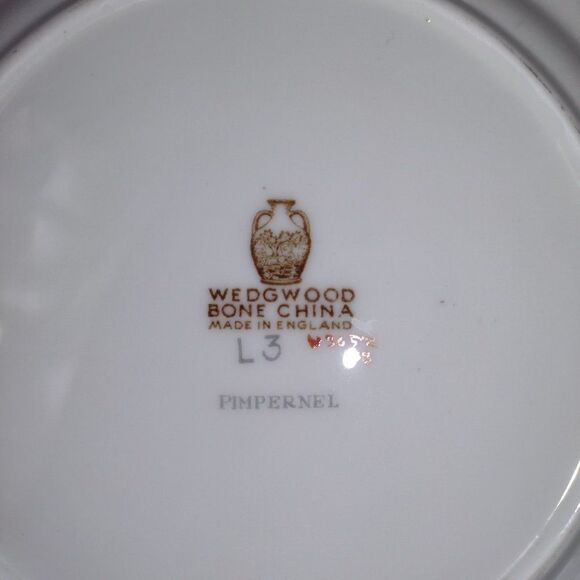 WEDGWOOD
BONE CHINA
MADE IN ENGLAND
L3
PIMPERNEL